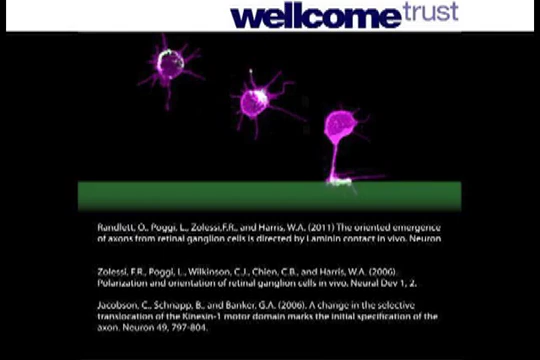 wellcometrust
Randlett, O., Poggi, L., Zolessi,F.R., and Harris, W.A. (2011) The oriented emergence
of axons from retinal ganglion cells is directed by Laminin contact in vivo. Neuron
Zolessi, F.R., Poggi, L., Wilkinson, C.J., Chien, C.B., and Harris, W.A. (2006).
Polarization and orientation of retinal ganglion cells in vivo. Neural Dev 1, 2.
Jacobson, C., Schnapp, B., and Banker, G.A. (2006). A change in the selective
translocation of the Kinesin-1 motor domain marks the initial specification of the
axon. Neuron 49, 797-804.